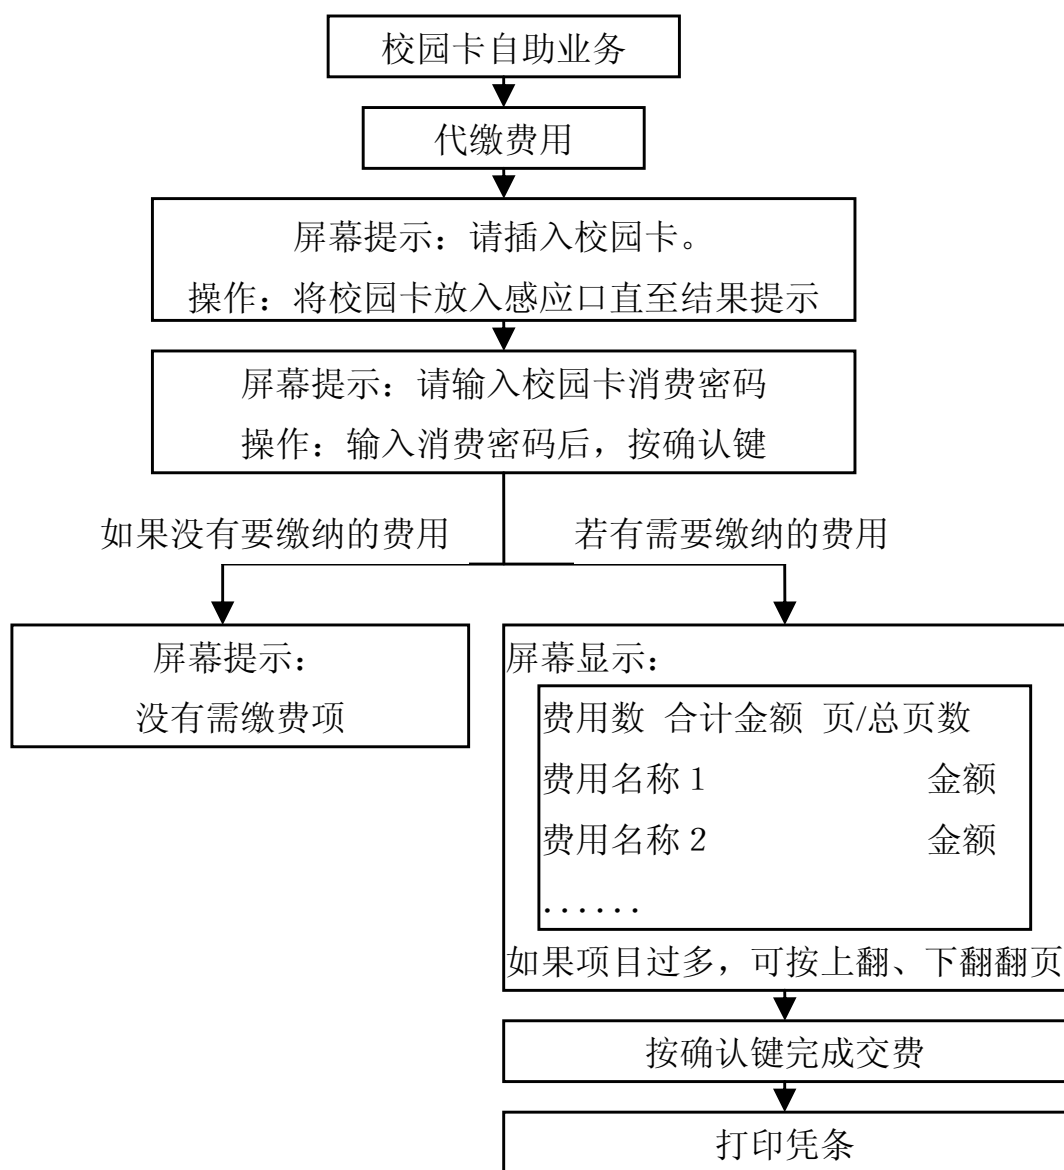 校园卡自助业务
代缴费用
屏幕提示：请插入校园卡。
操作：将校园卡放入感应口直至结果提示
屏幕提示：请输入校园卡消费密码
操作：输入消费密码后，按确认键
如果没有要缴纳的费用
若有需要缴纳的费用
屏幕提示：
没有需缴费项
屏幕显示：
费用数 合计金额 页/总页数
费用名称 1 金额
费用名称 2 金额
......
如果项目过多，可按上翻、下翻翻页
按确认键完成交费
打印凭条